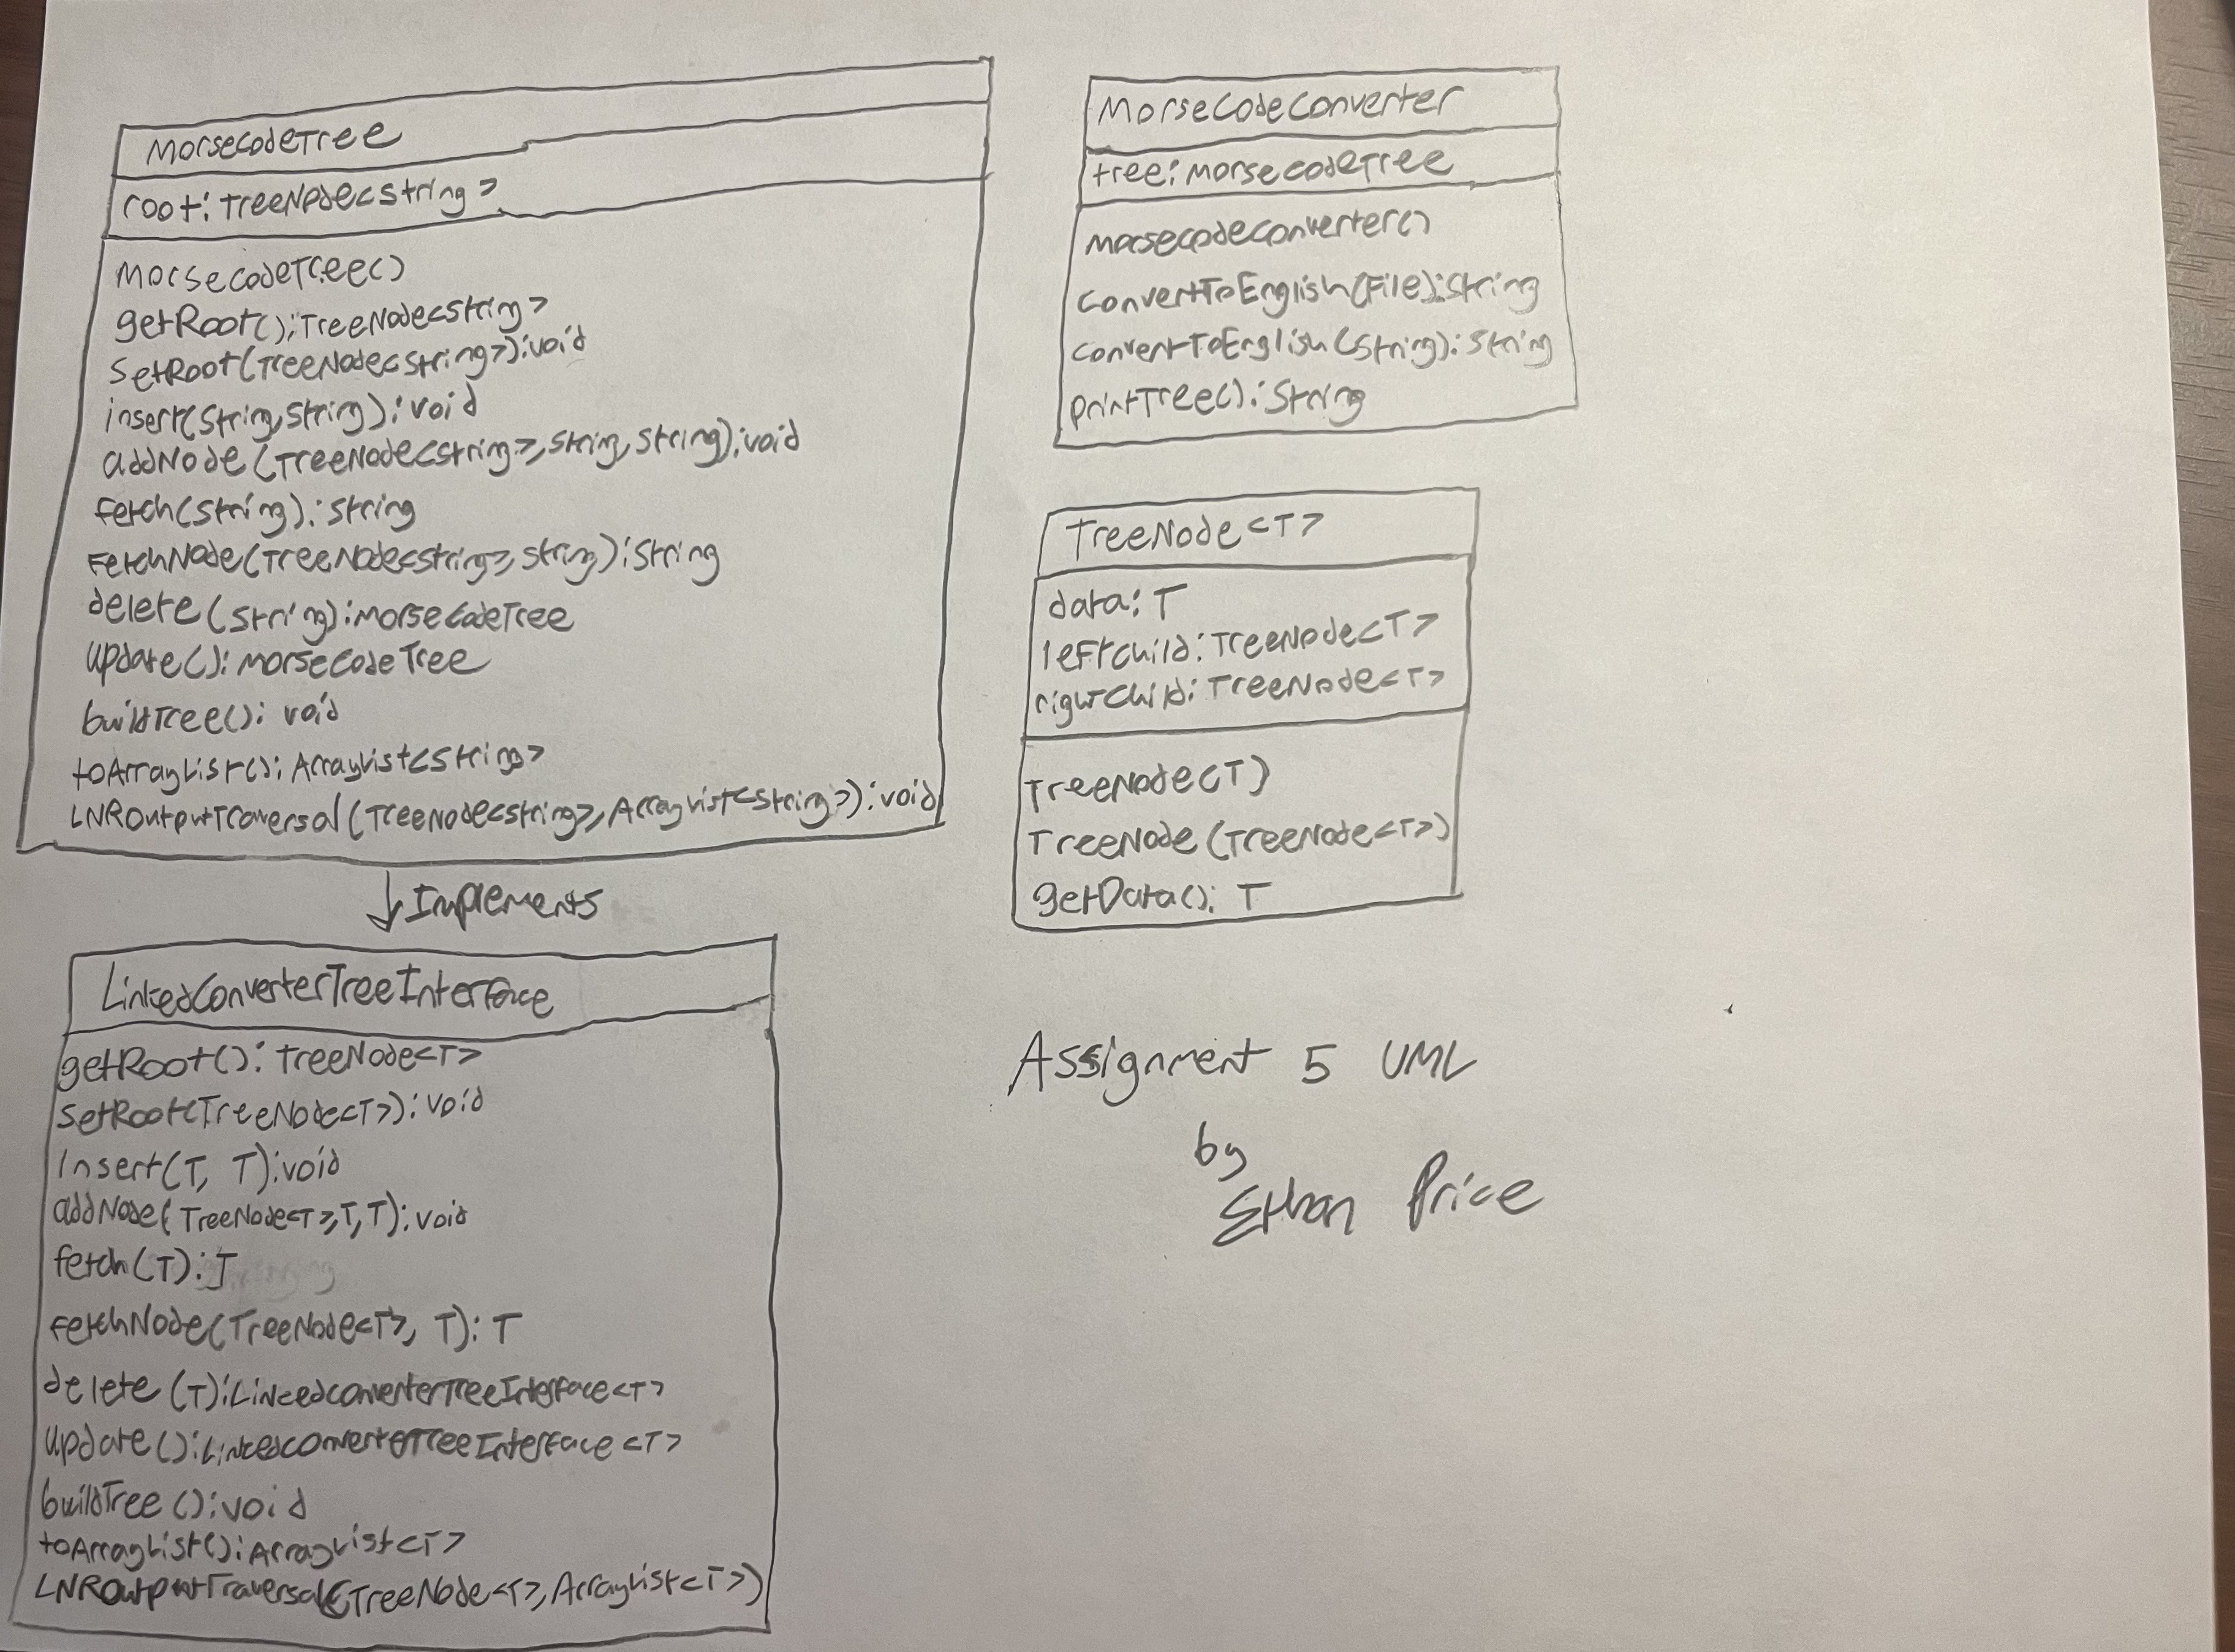 MorseCodeTree
root: TreeNode<String>
MorseCodeTree()
getRoot(): TreeNode<String>
setRoot(TreeNode<String>): void
insert(String, String): void
addNode(TreeNode<String>, String, String): void
fetch(String): String
fetchNode(TreeNode<String>, String): String
delete(String): MorseCodeTree
update(): MorseCodeTree
buildTree(): void
toArrayList(): ArrayList<String>
LNROutputTraversal(TreeNode<String>, ArrayList<String>): void
Implements
LinkedConverterTreeInterface
getRoot(): TreeNode<T>
setRoot(TreeNode<T>): void
Insert(T, T): void
addNode(TreeNode<T>, T, T): void
fetch(T): T
fetchNode(TreeNode<T>, T): T
delete(T): LinkedConverterTreeInterface<T>
update(): LinkedConverterTreeInterface<T>
buildTree(): void
toArrayList(): ArrayList<T>
LNROutputTraversal(TreeNode<T>, ArrayList<T>)
MorseCodeConverter
tree: MorseCodeTree
MorseCodeConverter()
convertToEnglish(File): String
convertToEnglish(String): String
printTree(): String
TreeNode<T>
data: T
leftChild: TreeNode<T>
rightChild: TreeNode<T>
TreeNode(T)
TreeNode(TreeNode<T>)
getData(): T
Assignment 5 UML
by
Ethan Price